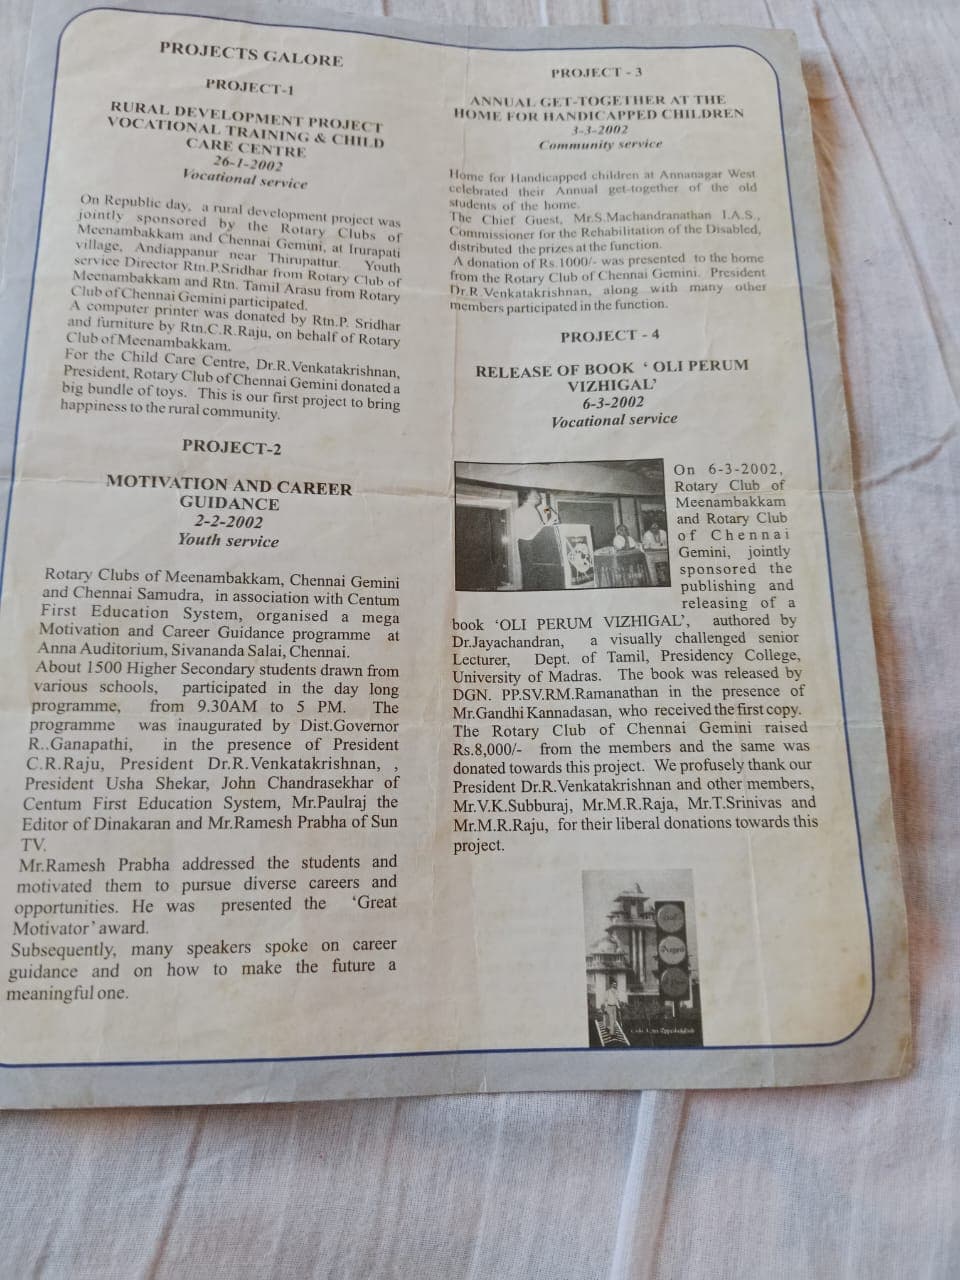 PROJECTS GALORE
PROJECT-1
RURAL DEVELOPMENT PROJECT
VOCATIONAL TRAINING & CHILD
CARE CENTRE
26-1-2002
Vocational service
On Republic day, a rural development project was
jointly sponsored by the Rotary Clubs of
Meenambakkam and Chennai Gemini, at Irurapati
village, Andiappanur near Thirupattur. Youth
service Director Rtn.P.Sridhar from Rotary Club of
Meenambakkam and Rtn. Tamil Arasu from Rotary
Club of Chennai Gemini participated.
A computer printer was donated by Rtn.P. Sridhar
and furniture by Rtn.C.R.Raju, on behalf of Rotary
Club of Meenambakkam.
For the Child Care Centre, Dr.R.Venkatakrishnan,
President, Rotary Club of Chennai Gemini donated a
big bundle of toys. This is our first project to bring
happiness to the rural community.
PROJECT-2
MOTIVATION AND CAREER
GUIDANCE
2-2-2002
Youth service
Rotary Clubs of Meenambakkam, Chennai Gemini
and Chennai Samudra, in association with Centum
First Education System, organised a mega
Motivation and Career Guidance programme at
Anna Auditorium, Sivananda Salai, Chennai.
About 1500 Higher Secondary students drawn from
various schools, participated in the day long
programme, from 9.30AM to 5 PM. The
programme was inaugurated by Dist.Governor
R..Ganapathi, in the presence of President
C.R.Raju, President Dr.R.Venkatakrishnan, ,
President Usha Shekar, John Chandrasekhar of
Centum First Education System, Mr.Paulraj the
Editor of Dinakaran and Mr.Ramesh Prabha of Sun
TV.
Mr.Ramesh Prabha addressed the students and
motivated them to pursue diverse careers and
opportunities. He was presented the 'Great
Motivator' award.
Subsequently, many speakers spoke on career
guidance and on how to make the future a
meaningful one.
PROJECT - 3
ANNUAL GET-TOGETHER AT THE
HOME FOR HANDICAPPED CHILDREN
3-3-2002
Community service
Home for Handicapped children at Annanagar West
celebrated their Annual get-together of the old
students of the home.
The Chief Guest, Mr.S.Machandranathan I.A.S.,
Commissioner for the Rehabilitation of the Disabled,
distributed the prizes at the function.
A donation of Rs.1000/- was presented to the home
from the Rotary Club of Chennai Gemini. President
Dr.R.Venkatakrishnan, along with many other
members participated in the function.
PROJECT - 4
RELEASE OF BOOK ' OLI PERUM
VIZHIGAL'
6-3-2002
Vocational service
On 6-3-2002,
Rotary Club of
Meenambakkam
and Rotary Club
of Chennai
Gemini, jointly
sponsored the
publishing and
releasing of a
book 'OLI PERUM VIZHIGAL', authored by
Dr.Jayachandran, a visually challenged senior
Lecturer, Dept. of Tamil, Presidency College,
University of Madras. The book was released by
DGN. PP.SV.RM.Ramanathan in the presence of
Mr.Gandhi Kannadasan, who received the first copy.
The Rotary Club of Chennai Gemini raised
Rs.8,000/- from the members and the same was
donated towards this project. We profusely thank our
President Dr.R.Venkatakrishnan and other members,
Mr.V.K.Subburaj, Mr.M.R.Raja, Mr.T.Srinivas and
Mr.M.R.Raju, for their liberal donations towards this
project.